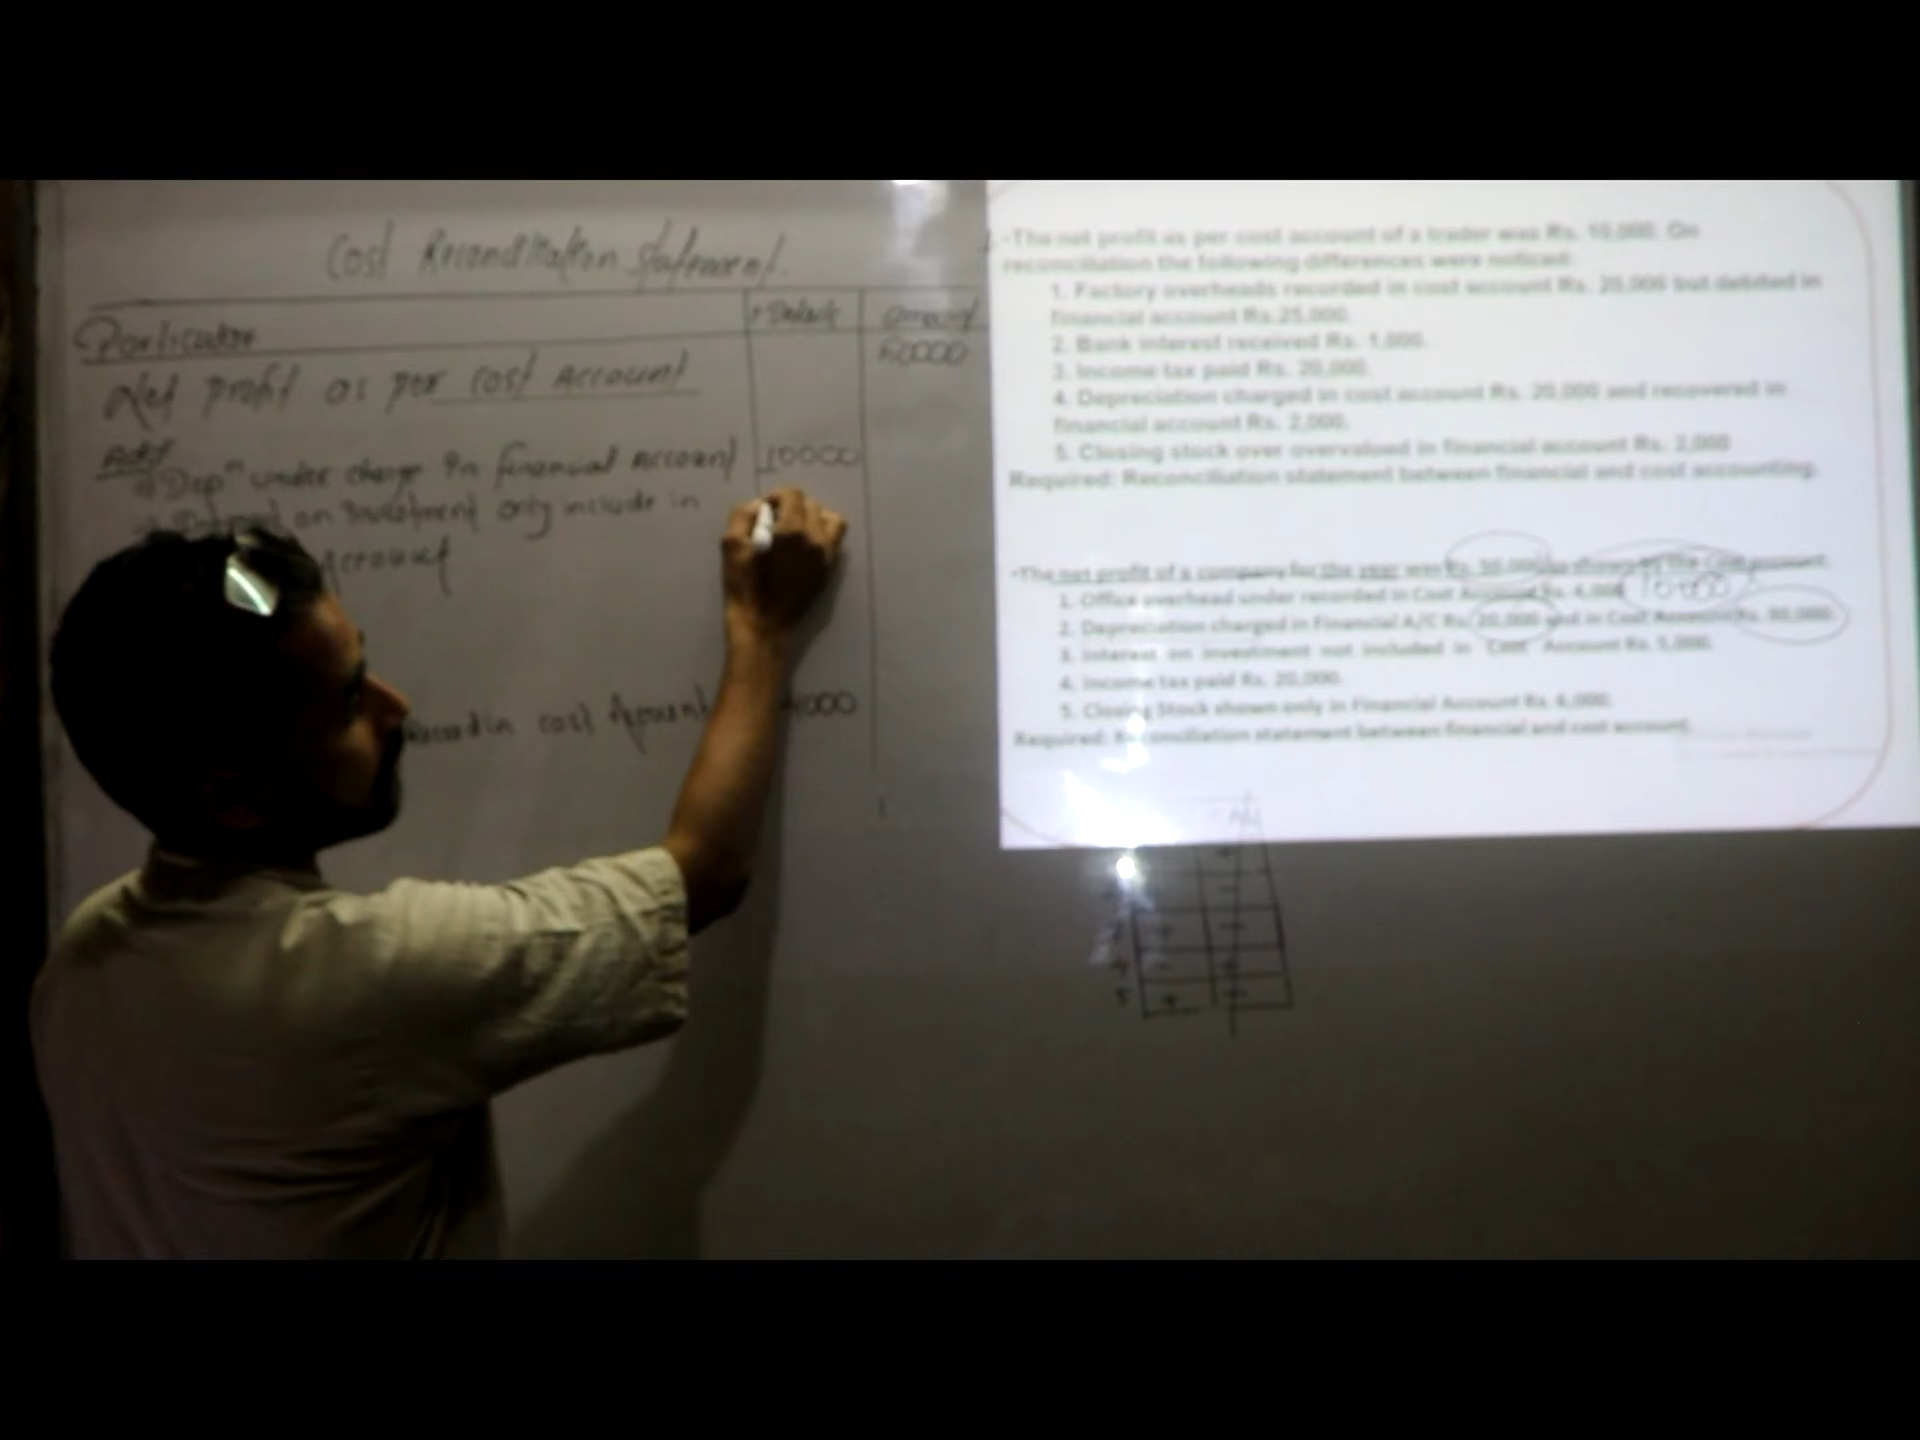 Cost Reconciliation Statement.
Particular Details Amount
Net Profit as per Cost Account
Add
Depn under charge in financial Account 10000
on Investment only include in
Account
in cost Account 4000
-The net profit as per cost account of a trader was Rs. 10,000. On
reconciliation the following differences were noticed:
1. Factory overheads recorded in cost account Rs. 20,000 but debited in
financial account Rs.25,000.
2. Bank interest received Rs. 1,000.
3. Income tax paid Rs. 20,000.
4. Depreciation charged in cost account Rs. 20,000 and recovered in
financial account Rs. 2,000.
5. Closing stock over overvalued in financial account Rs. 2,000
Required: Reconciliation statement between financial and cost accounting.
-The net profit of a company for the year was Rs. 50,000 as shown by the Cost account.
1. Office overhead under recorded in Cost Account Rs. 4,000 10000
2. Depreciation charged in Financial A/C Rs. 20,000 and in Cost Account Rs. 30,000.
3. Interest on investment not included in Cost Account Rs. 5,000.
4. Income tax paid Rs. 20,000.
5. Closing Stock shown only in Financial Account Rs. 6,000.
Required: Reconciliation statement between financial and cost account.
4
5